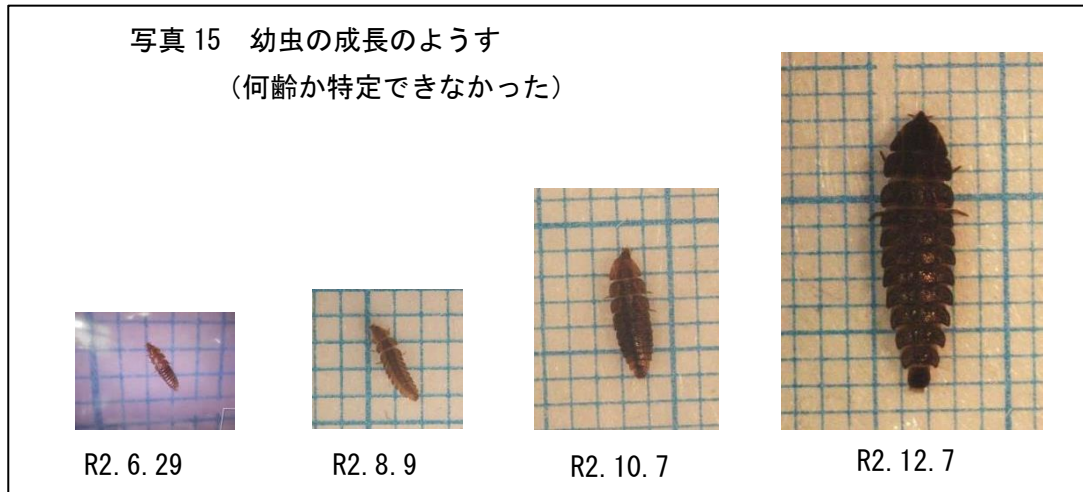 写真 15　幼虫の成長のようす
（何齢か特定できなかった）
R2. 6. 29
R2. 8. 9
R2. 10. 7
R2. 12. 7